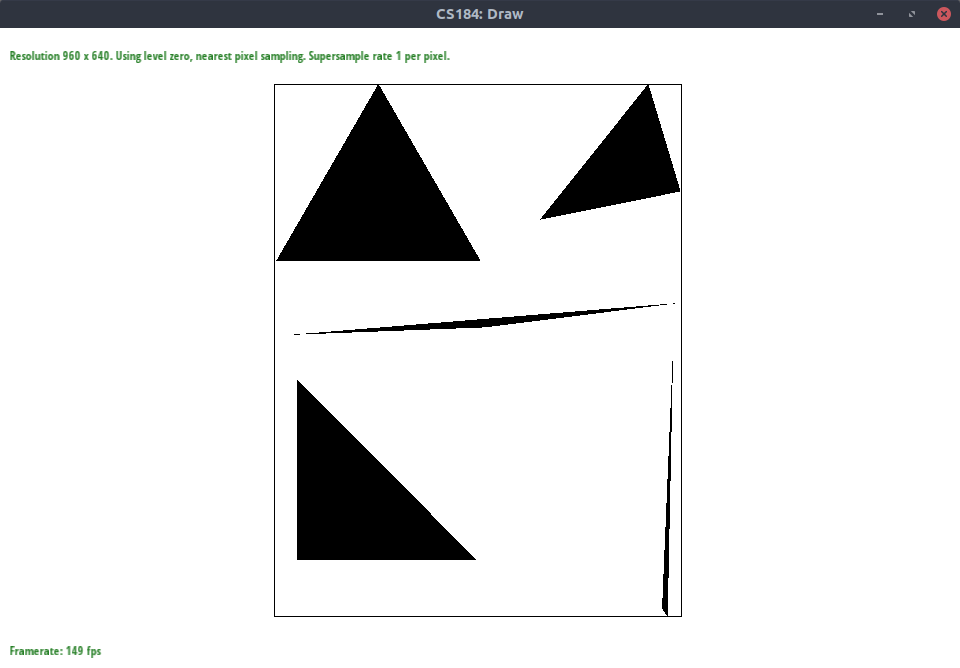 CS184: Draw
Resolution 960 x 640. Using level zero, nearest pixel sampling. Supersample rate 1 per pixel.
Framerate: 149 fps